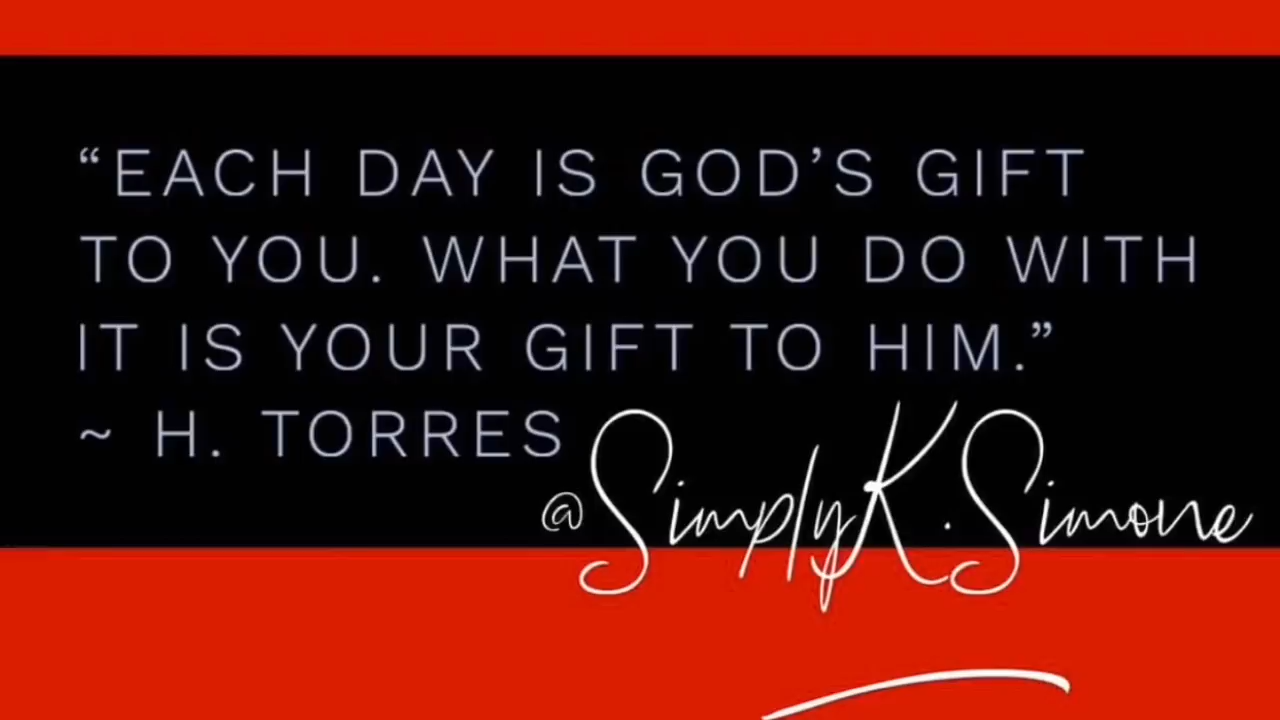 “EACH DAY IS GOD’S GIFT
TO YOU. WHAT YOU DO WITH
IT IS YOUR GIFT TO HIM.”
~ H. TORRES
@SimplyK.Simone